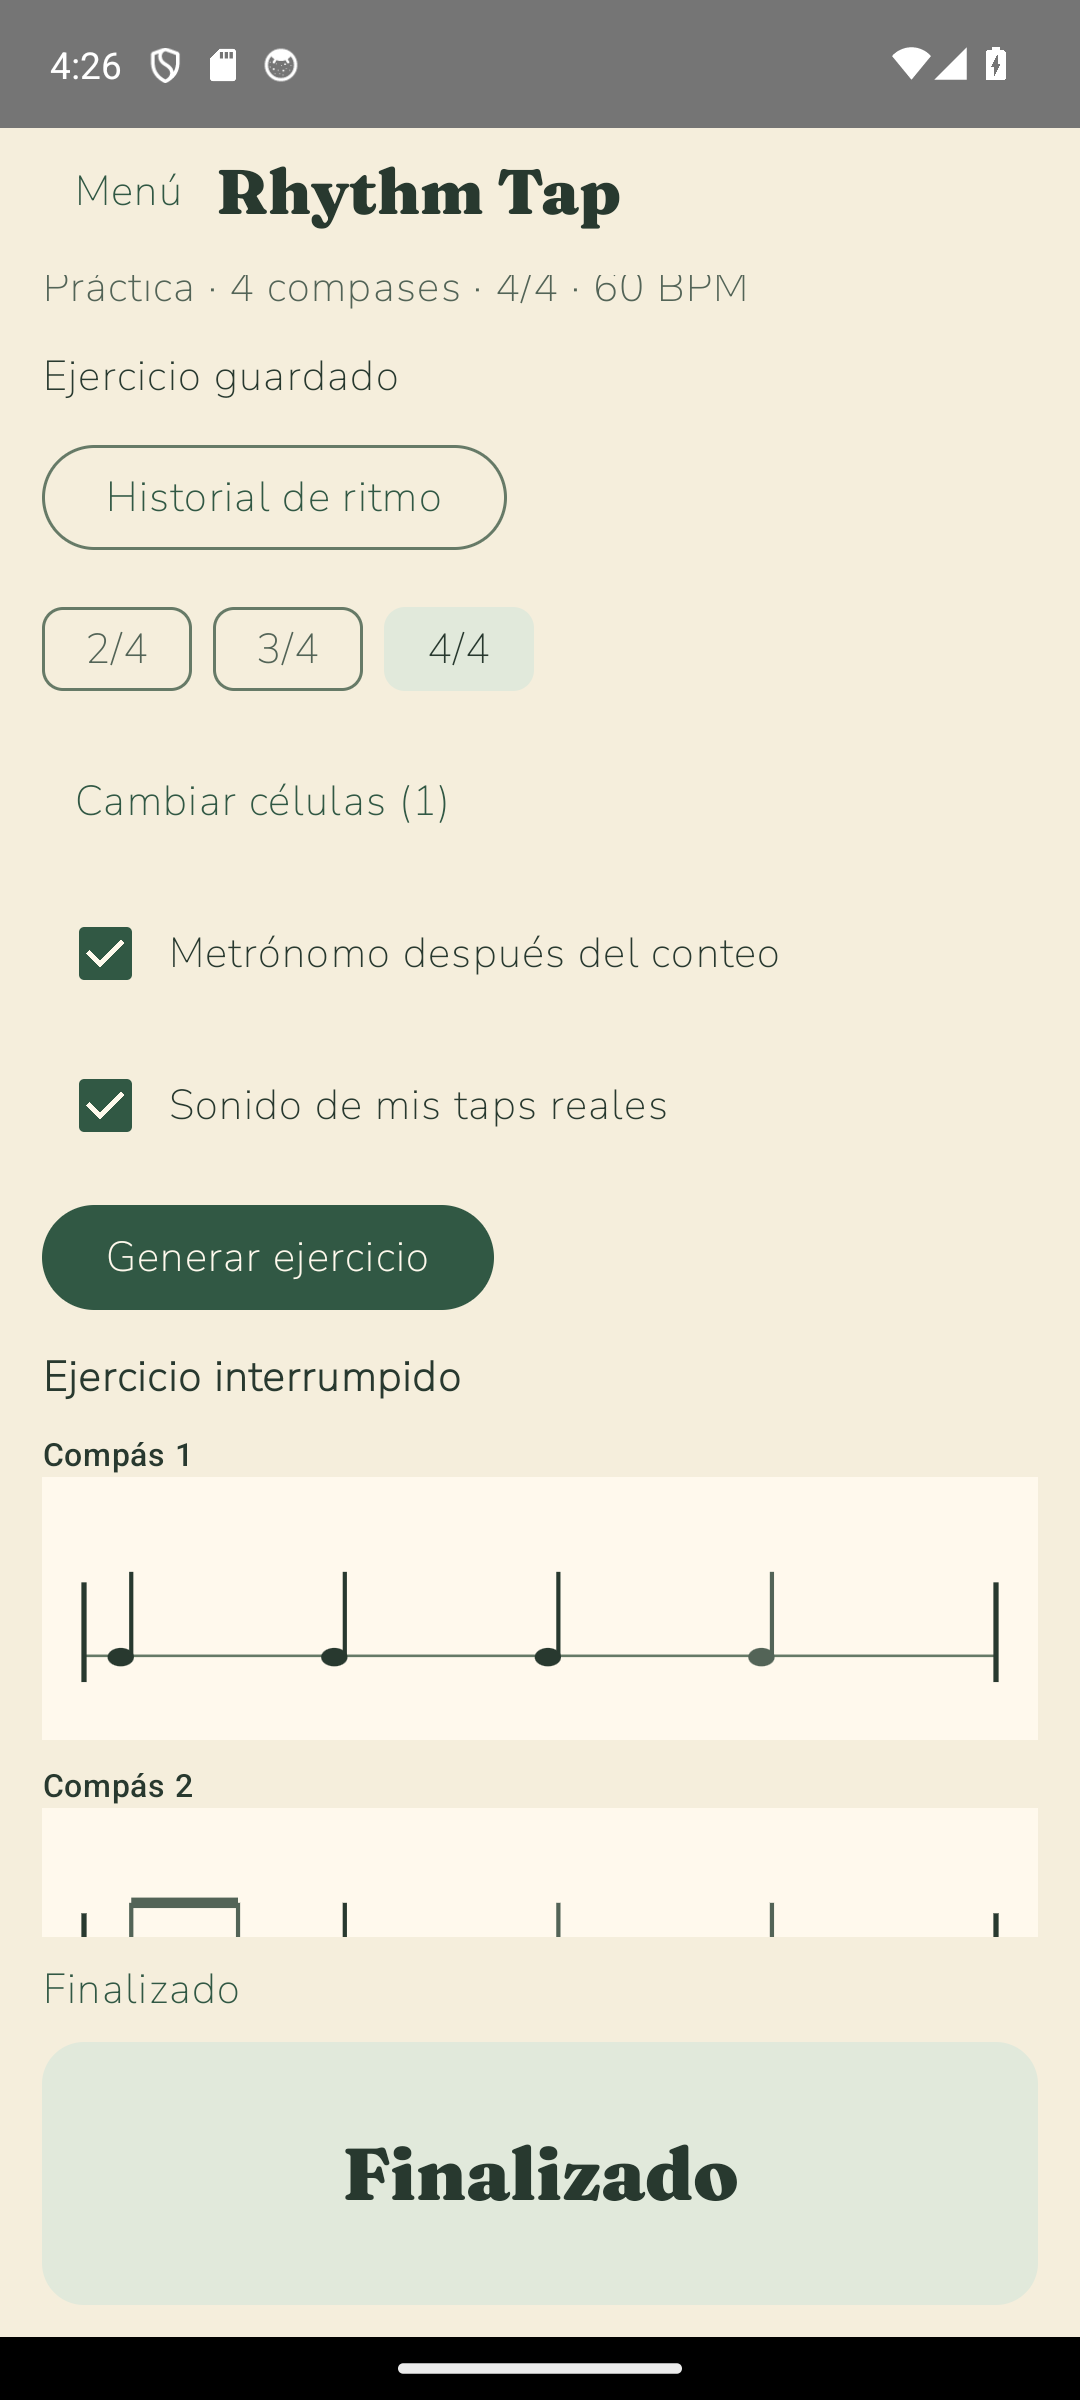 4:26
Menú Rhythm Tap
Práctica · 4 compases · 4/4 · 60 BPM
Ejercicio guardado
Historial de ritmo
2/4 3/4 4/4
Cambiar células (1)
Metrónomo después del conteo
Sonido de mis taps reales
Generar ejercicio
Ejercicio interrumpido
Compás 1
Compás 2
Finalizado
Finalizado